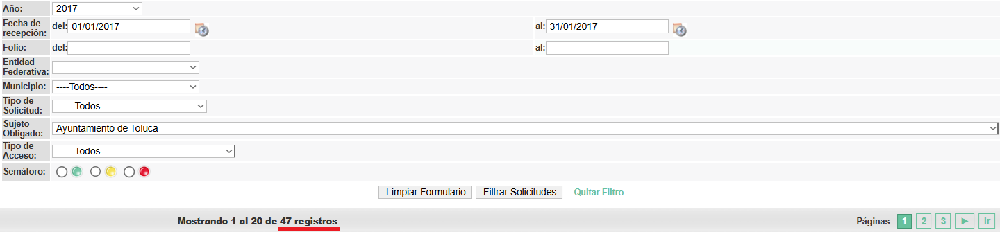 Año: 2017
Fecha de recepción: del: 01/01/2017 al: 31/01/2017
Folio: del: al:
Entidad Federativa:
Municipio: ----Todos----
Tipo de Solicitud: ----- Todos -----
Sujeto Obligado: Ayuntamiento de Toluca
Tipo de Acceso: ----- Todos -----
Semáforo:
Limpiar Formulario Filtrar Solicitudes Quitar Filtro
Mostrando 1 al 20 de 47 registros Páginas 1 2 3 Ir